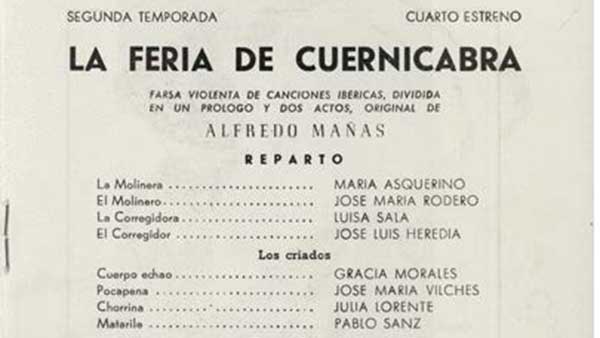 SEGUNDA TEMPORADA CUARTO ESTRENO
LA FERIA DE CUERNICABRA
FARSA VIOLENTA DE CANCIONES IBERICAS, DIVIDIDA
EN UN PROLOGO Y DOS ACTOS, ORIGINAL DE
ALFREDO MAÑAS
REPARTO
La Molinera .................... MARIA ASQUERINO
El Molinero .................... JOSE MARIA RODERO
La Corregidora .................... LUISA SALA
El Corregidor .................... JOSE LUIS HEREDIA
Los criados
Cuerpo echao .................... GRACIA MORALES
Pocapena .................... JOSE MARIA VILCHES
Chorrina .................... JULIA LORENTE
Matarile .................... PABLO SANZ